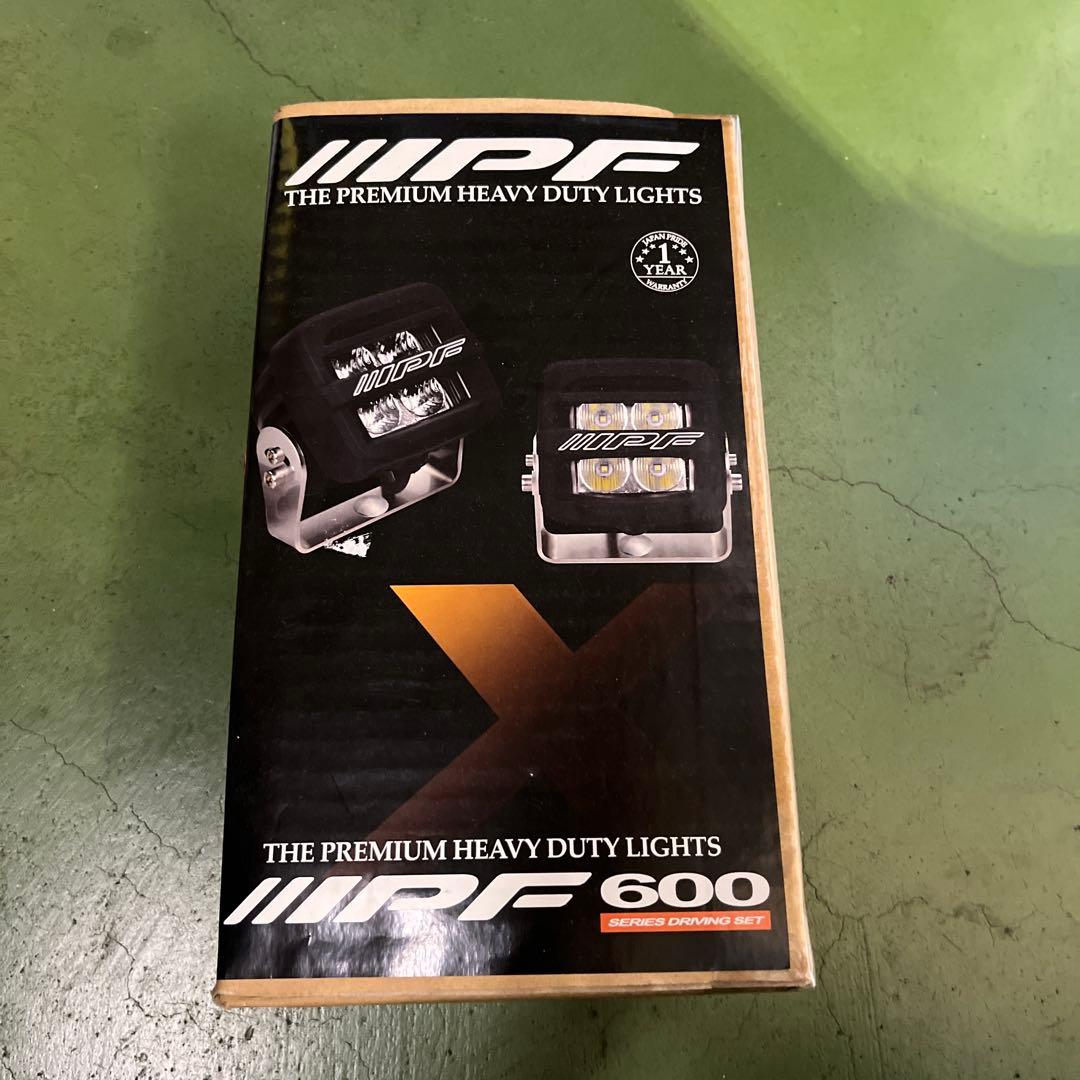 IPF
THE PREMIUM HEAVY DUTY LIGHTS
JAPAN PRIDE
1
YEAR
WARRANTY
IPF
IPF
THE PREMIUM HEAVY DUTY LIGHTS
IPF 600
SERIES DRIVING SET